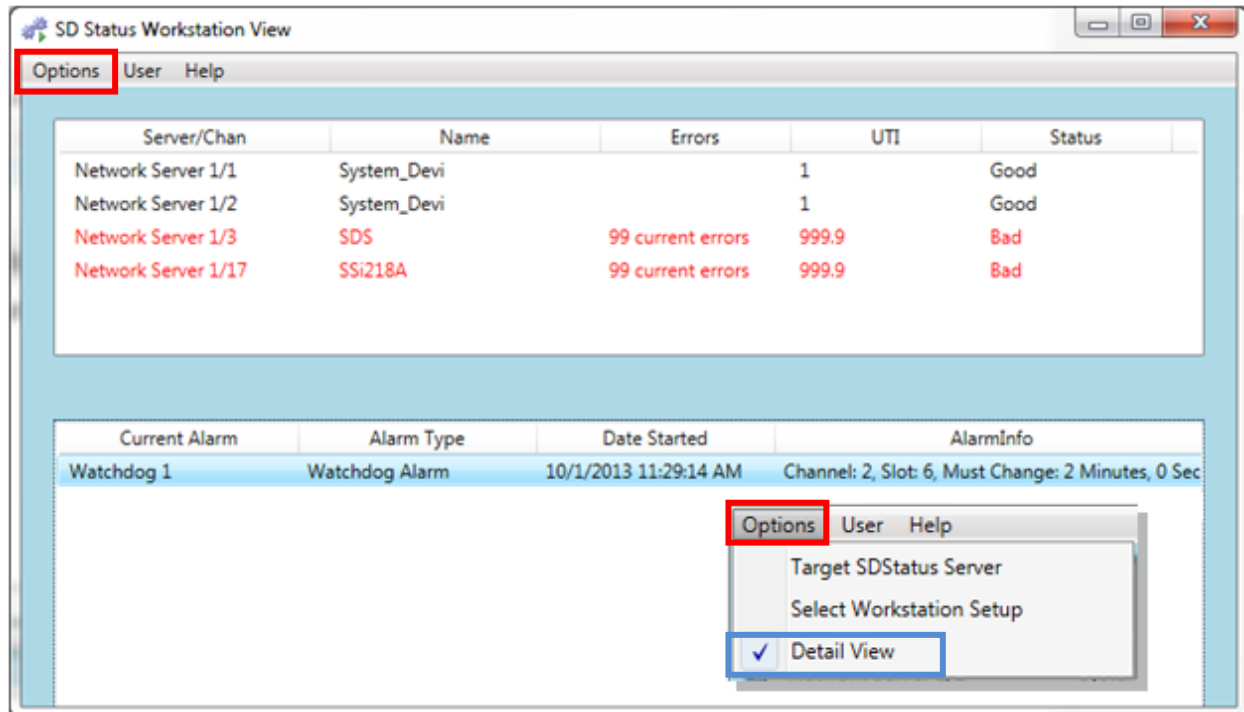 SD Status Workstation View
Options User Help
Server/Chan Name Errors UTI Status
Network Server 1/1 System_Devi 1 Good
Network Server 1/2 System_Devi 1 Good
Network Server 1/3 SDS 99 current errors 999.9 Bad
Network Server 1/17 SSi218A 99 current errors 999.9 Bad
Current Alarm Alarm Type Date Started AlarmInfo
Watchdog 1 Watchdog Alarm 10/1/2013 11:29:14 AM Channel: 2, Slot: 6, Must Change: 2 Minutes, 0 Sec
Options User Help
Target SDStatus Server
Select Workstation Setup
Detail View